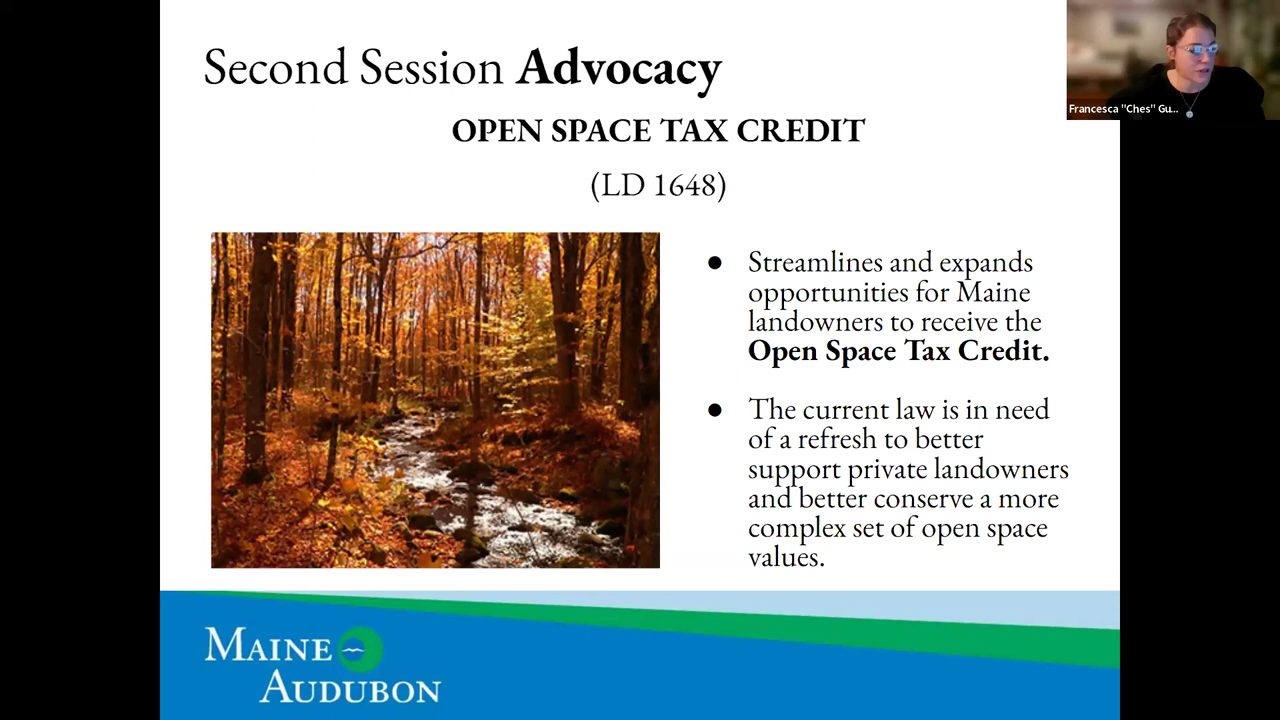 Second Session Advocacy
OPEN SPACE TAX CREDIT
(LD 1648)
Francesca "Ches" Gu...
● Streamlines and expands
opportunities for Maine
landowners to receive the
Open Space Tax Credit.
● The current law is in need
of a refresh to better
support private landowners
and better conserve a more
complex set of open space
values.
MAINE
AUDUBON